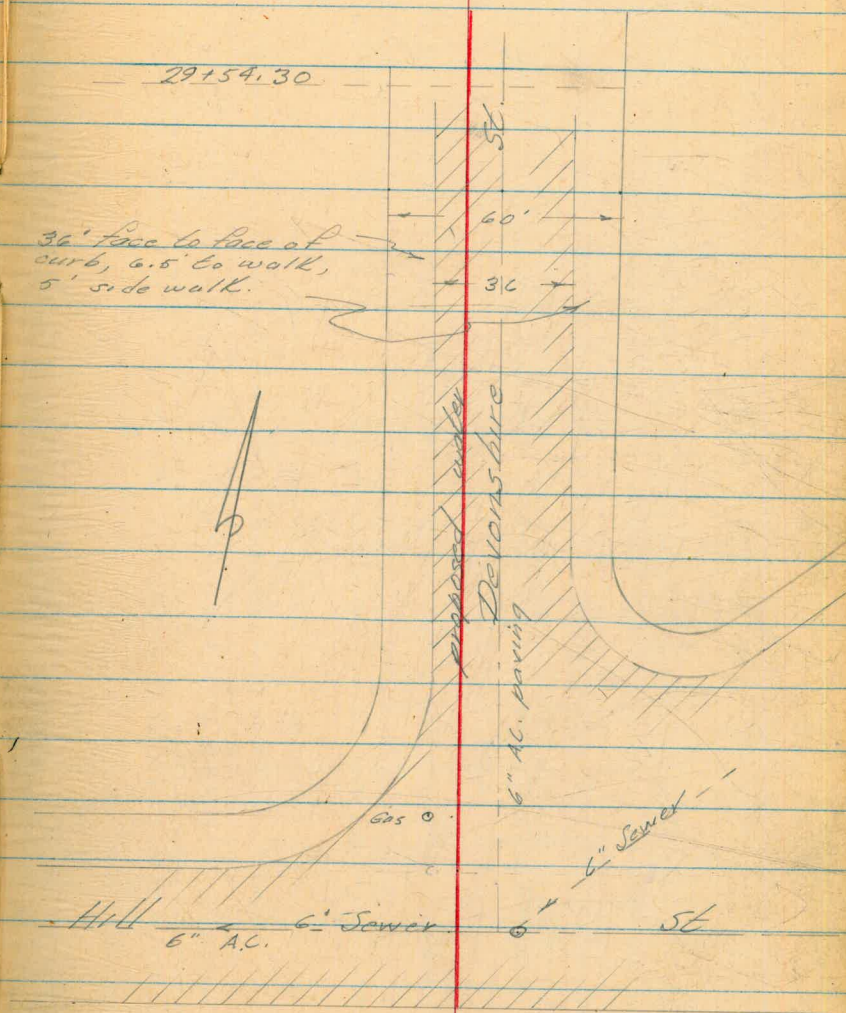 29+54.30
St.
60'
36' face to face of
curb, 6.5' to walk,
5' side walk.
36
proposed water
Devonshire
6" A.C. paving
Gas
6" Sewer
Hill
6" Sewer
St
6" A.C.